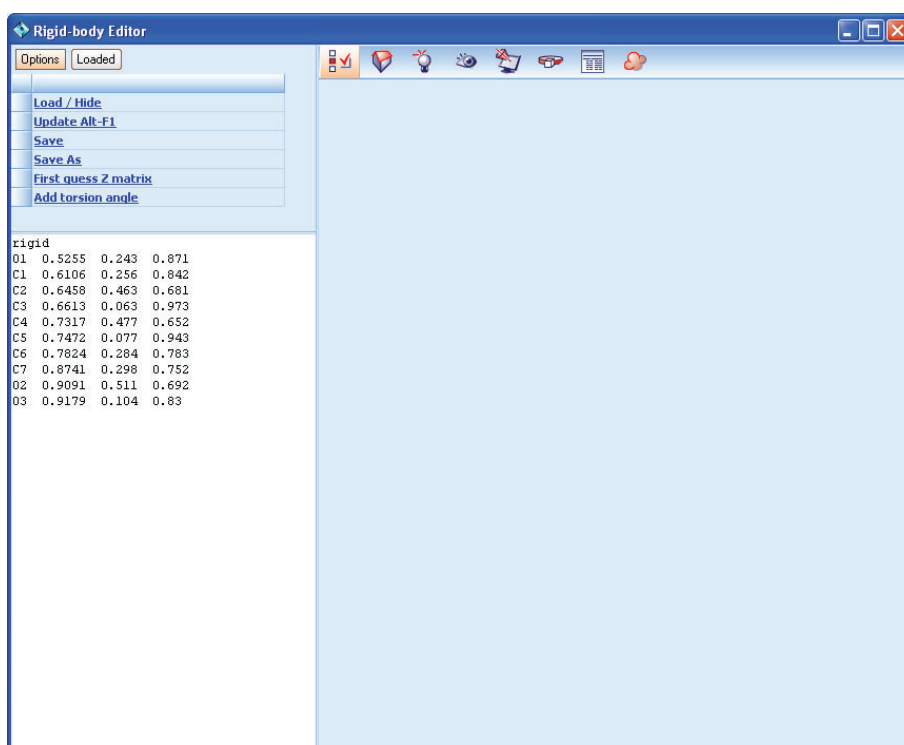 Rigid-body Editor
Options Loaded
Load / Hide
Update Alt-F1
Save
Save As
First guess Z matrix
Add torsion angle
rigid
O1 0.5255 0.243 0.871
C1 0.6106 0.256 0.842
C2 0.6458 0.463 0.681
C3 0.6613 0.063 0.973
C4 0.7317 0.477 0.652
C5 0.7472 0.077 0.943
C6 0.7824 0.284 0.783
C7 0.8741 0.298 0.752
O2 0.9091 0.511 0.692
O3 0.9179 0.104 0.83